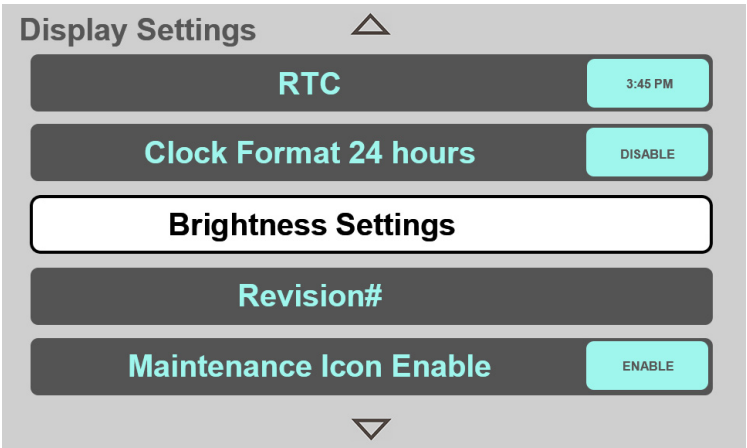 Display Settings
RTC
3:45 PM
Clock Format 24 hours
DISABLE
Brightness Settings
Revision#
Maintenance Icon Enable
ENABLE